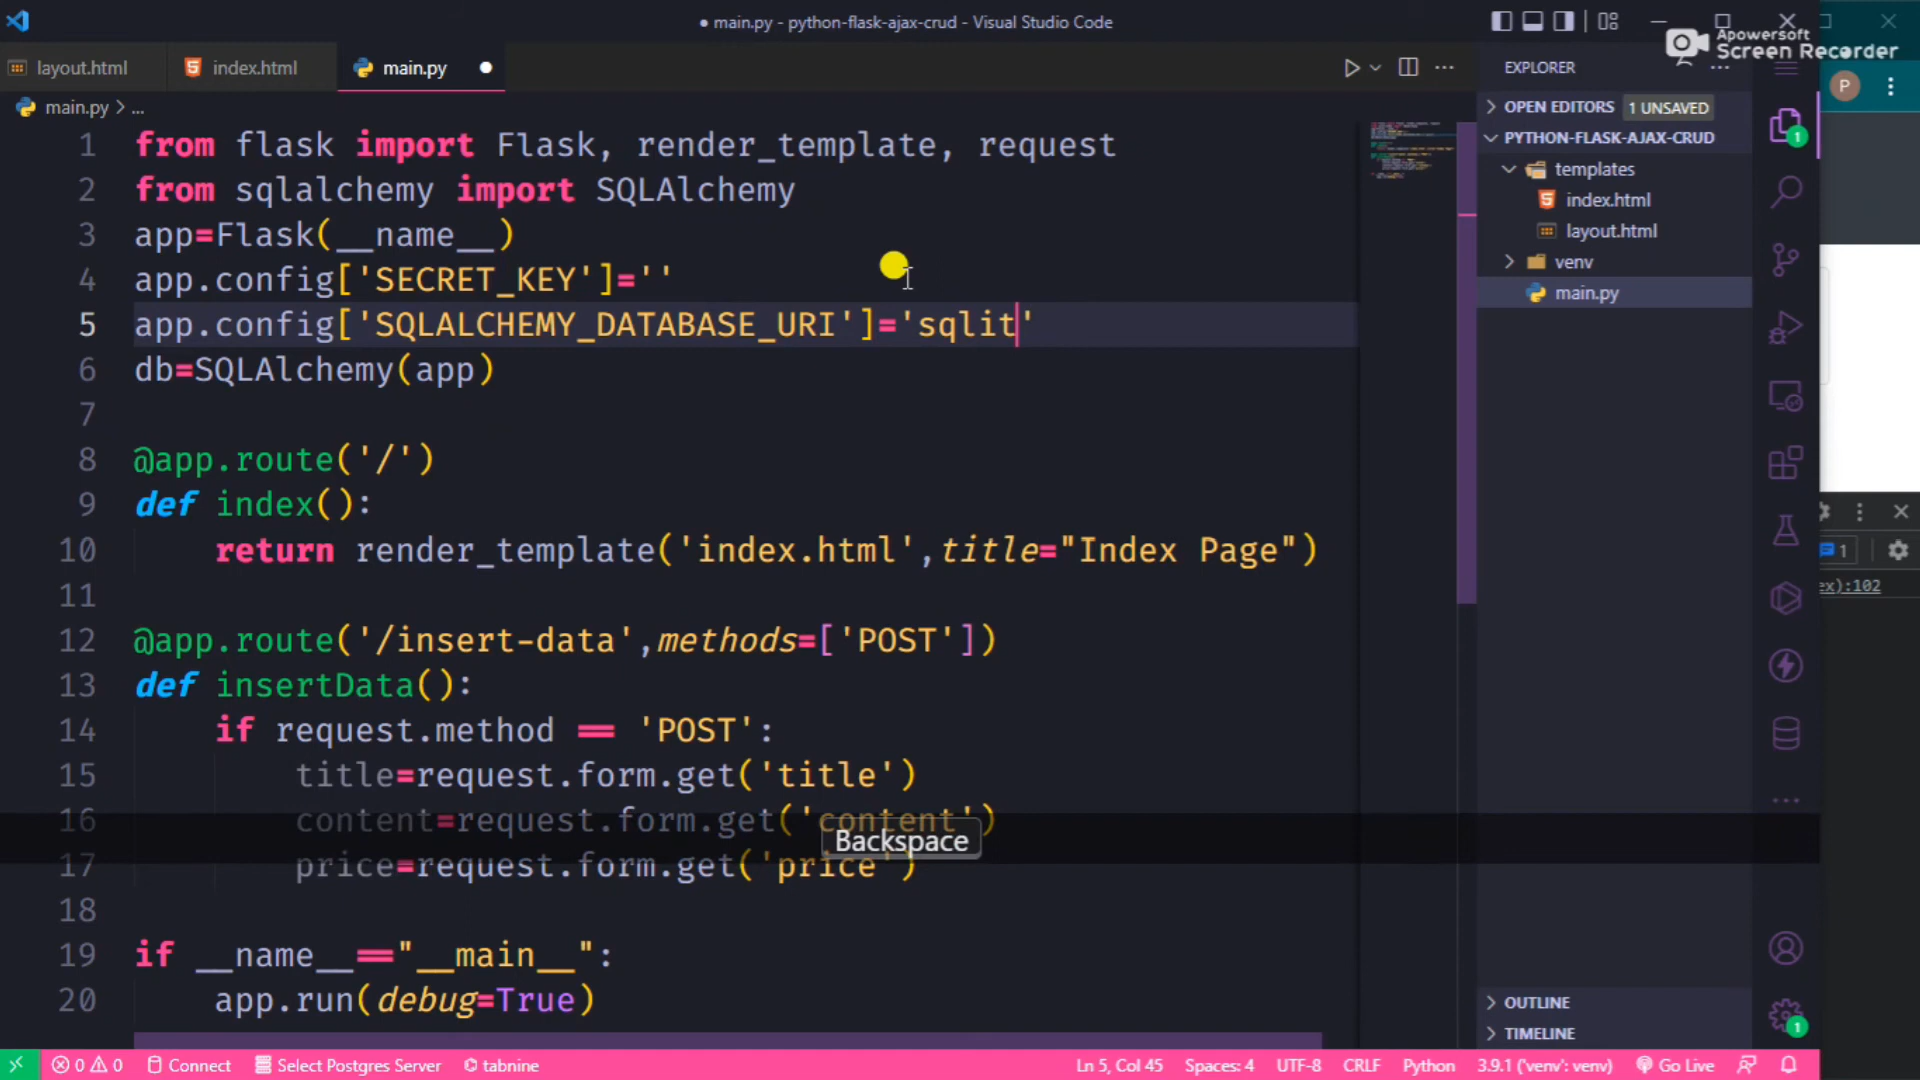 ● main.py - python-flask-ajax-crud - Visual Studio Code
Apowersoft
Screen Recorder
layout.html
index.html
main.py
EXPLORER
P
main.py > ...
OPEN EDITORS
1 UNSAVED
PYTHON-FLASK-AJAX-CRUD
templates
index.html
layout.html
venv
main.py
1 from flask import Flask, render_template, request
2 from sqlalchemy import SQLAlchemy
3 app=Flask(__name__)
4 app.config['SECRET_KEY']=''
5 app.config['SQLALCHEMY_DATABASE_URI']='sqlit'
6 db=SQLAlchemy(app)
7
8 @app.route('/')
9 def index():
10 return render_template('index.html',title="Index Page")
11
12 @app.route('/insert-data',methods=['POST'])
13 def insertData():
14 if request.method == 'POST':
15 title=request.form.get('title')
16 content=request.form.get('content')
17 price=request.form.get('price')
18
19 if __name__=="__main__":
20 app.run(debug=True)
Backspace
1
1
ex):102
OUTLINE
TIMELINE
1
0 0
Connect
Select Postgres Server
tabnine
Ln 5, Col 45
Spaces: 4
UTF-8
CRLF
Python
3.9.1 ('venv': venv)
Go Live